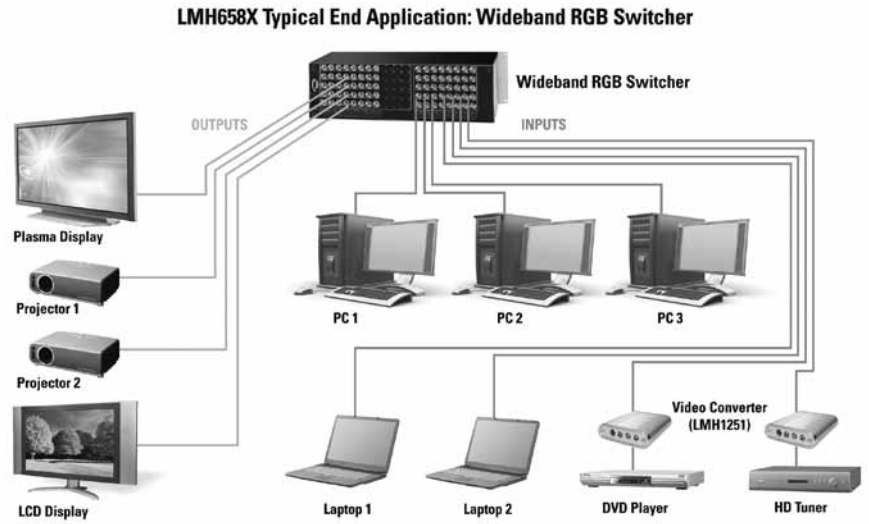 LMH658X Typical End Application: Wideband RGB Switcher
Wideband RGB Switcher
OUTPUTS
INPUTS
Plasma Display
Projector 1
Projector 2
LCD Display
PC 1
PC 2
PC 3
Video Converter
(LMH1251)
Laptop 1
Laptop 2
DVD Player
HD Tuner